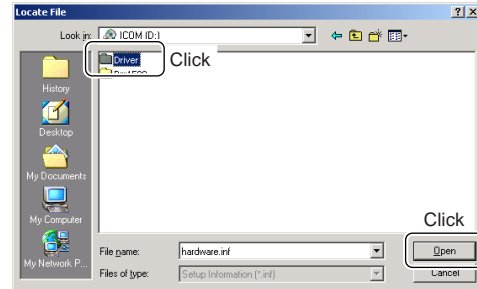 Locate File
Look in: ICOM ID:1
Driver
Click
History
Desktop
My Documents
My Computer
My Network P...
Click
File name: hardware.inf
Open
Files of type: Setup Information (*.inf)
Cancel